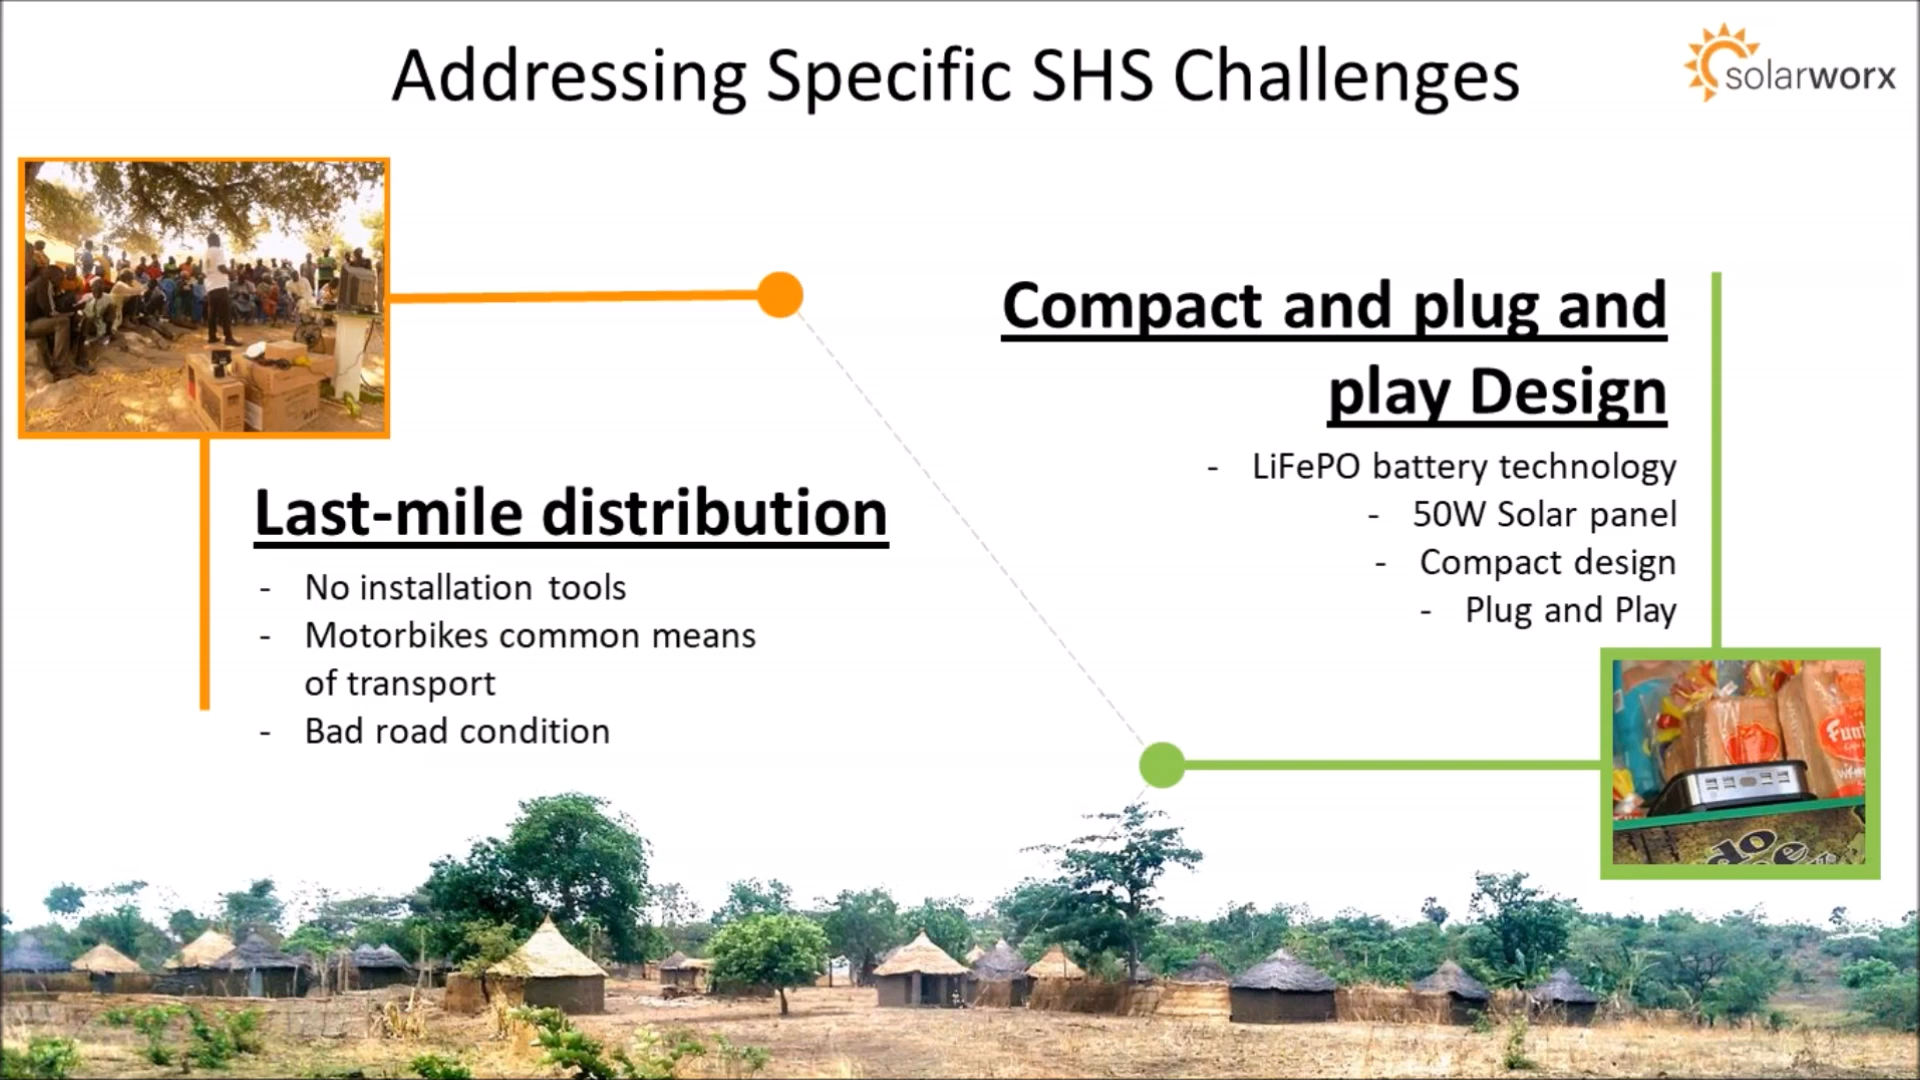 Addressing Specific SHS Challenges
solarworx
Last-mile distribution
- No installation tools
- Motorbikes common means
of transport
- Bad road condition
Compact and plug and
play Design
- LiFePO battery technology
- 50W Solar panel
- Compact design
- Plug and Play